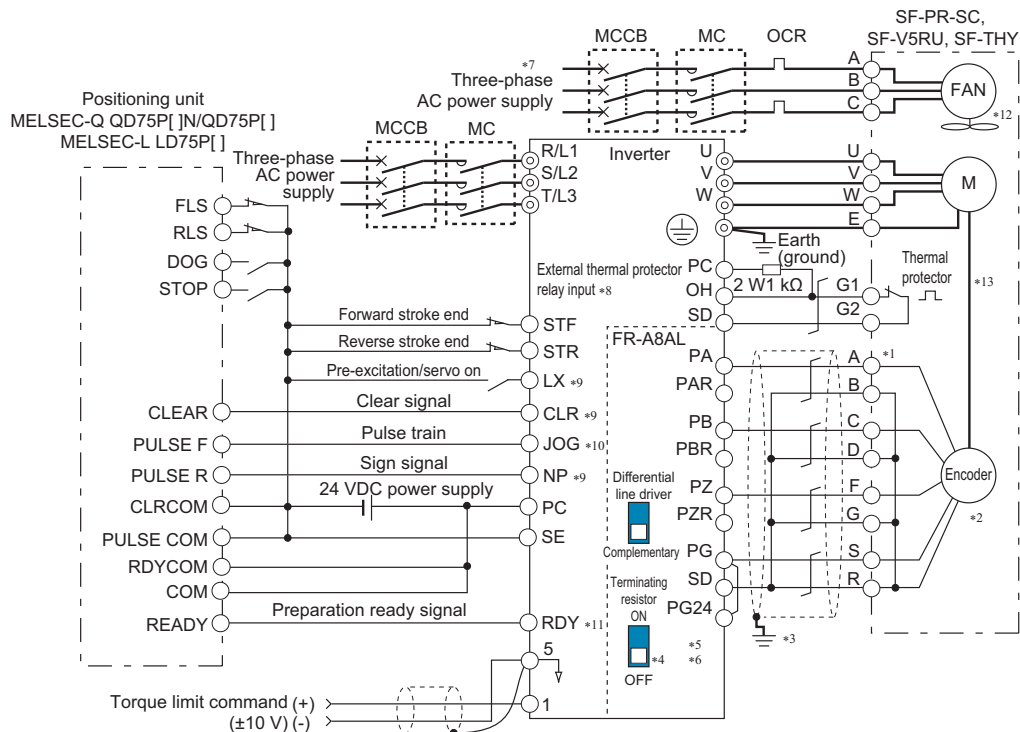 SF-PR-SC,
SF-V5RU, SF-THY
MCCB
MC
OCR
*7
Three-phase
AC power supply
A
B
C
FAN
*12
Positioning unit
MELSEC-Q QD75P[ ]N/QD75P[ ]
MELSEC-L LD75P[ ]
MCCB
MC
Three-phase
AC power
supply
R/L1
S/L2
T/L3
Inverter
U
V
W
U
V
W
E
M
Earth
(ground)
FLS
RLS
DOG
STOP
External thermal protector
relay input *8
PC
OH
SD
2 W1 kΩ
G1
G2
Thermal
protector
*13
Forward stroke end
STF
Reverse stroke end
STR
Pre-excitation/servo on
LX *9
CLEAR
Clear signal
CLR *9
PULSE F
Pulse train
JOG *10
PULSE R
Sign signal
NP *9
CLRCOM
24 VDC power supply
PC
PULSE COM
SE
RDYCOM
COM
READY
Preparation ready signal
RDY *11
5
Torque limit command (+)
(±10 V) (-)
1
FR-A8AL
PA
PAR
PB
PBR
PZ
PZR
PG
SD
PG24
Differential
line driver
Complementary
Terminating
resistor
ON
*4
OFF
*5
*6
A
*1
B
C
D
F
G
S
R
Encoder
*2
*3